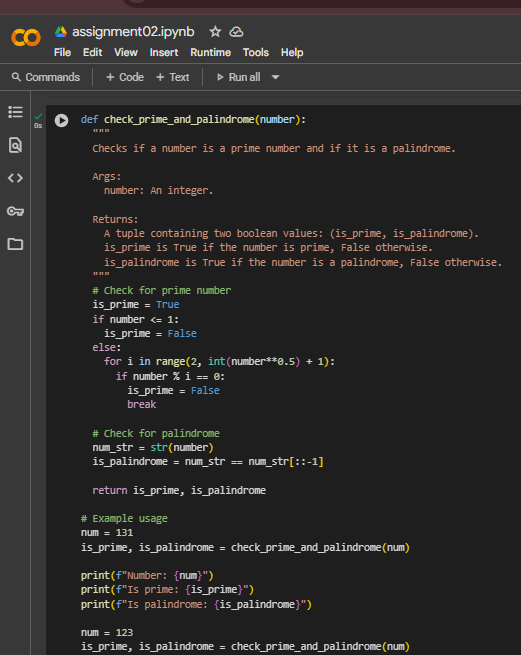 assignment02.ipynb
File Edit View Insert Runtime Tools Help
Commands + Code + Text Run all
0s
def check_prime_and_palindrome(number):
  """
  Checks if a number is a prime number and if it is a palindrome.

  Args:
    number: An integer.

  Returns:
    A tuple containing two boolean values: (is_prime, is_palindrome).
    is_prime is True if the number is prime, False otherwise.
    is_palindrome is True if the number is a palindrome, False otherwise.
  """
  # Check for prime number
  is_prime = True
  if number <= 1:
    is_prime = False
  else:
    for i in range(2, int(number**0.5) + 1):
      if number % i == 0:
        is_prime = False
        break

  # Check for palindrome
  num_str = str(number)
  is_palindrome = num_str == num_str[::-1]

  return is_prime, is_palindrome

# Example usage
num = 131
is_prime, is_palindrome = check_prime_and_palindrome(num)

print(f"Number: {num}")
print(f"Is prime: {is_prime}")
print(f"Is palindrome: {is_palindrome}")

num = 123
is_prime, is_palindrome = check_prime_and_palindrome(num)